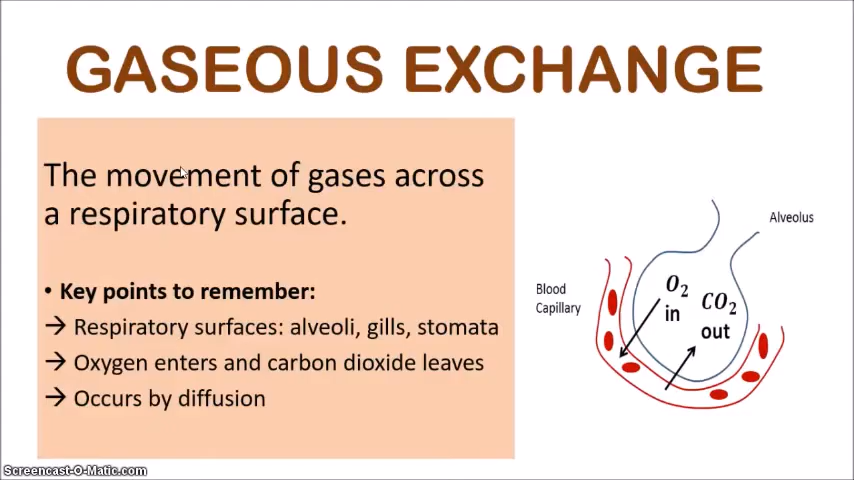 GASEOUS EXCHANGE
The movement of gases across
a respiratory surface.
• Key points to remember:
→ Respiratory surfaces: alveoli, gills, stomata
→ Oxygen enters and carbon dioxide leaves
→ Occurs by diffusion
Alveolus
Blood
Capillary
O₂
in
CO₂
out
Screencast-O-Matic.com